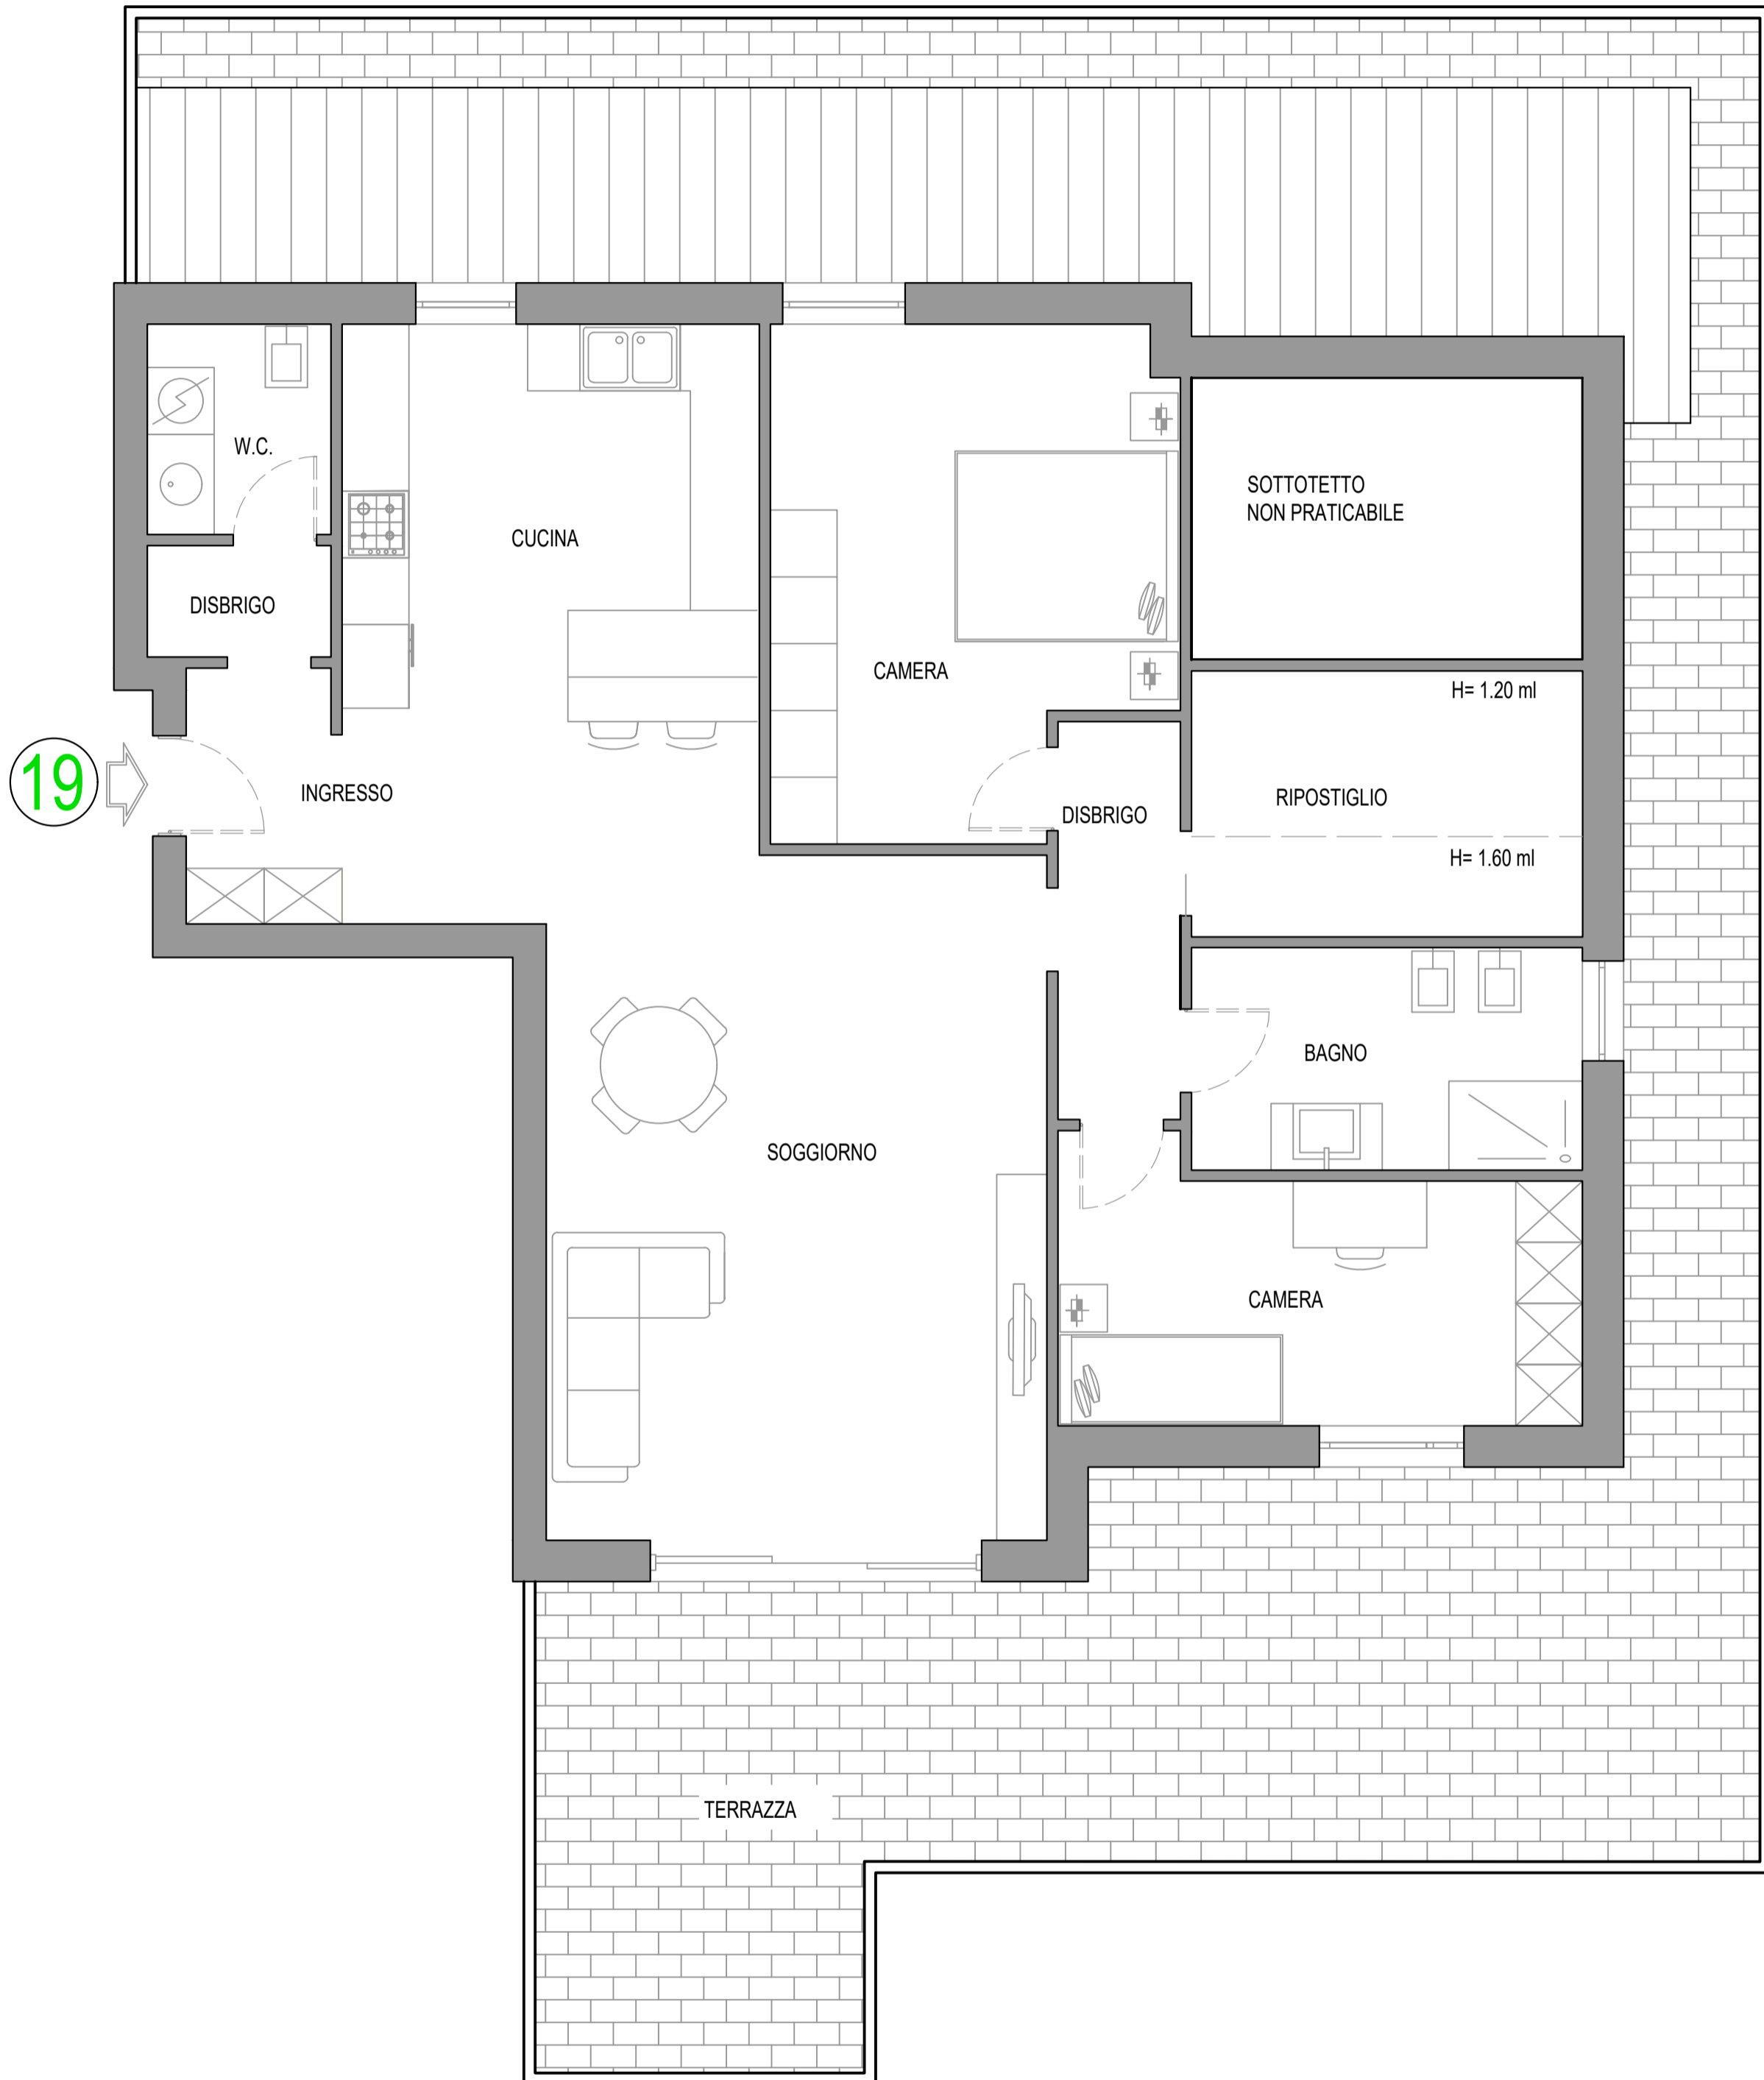 W.C.
SOTTOTETTO
NON PRATICABILE
CUCINA
DISBRIGO
CAMERA
H= 1.20 ml
19
INGRESSO
RIPOSTIGLIO
DISBRIGO
H= 1.60 ml
BAGNO
SOGGIORNO
CAMERA
TERRAZZA